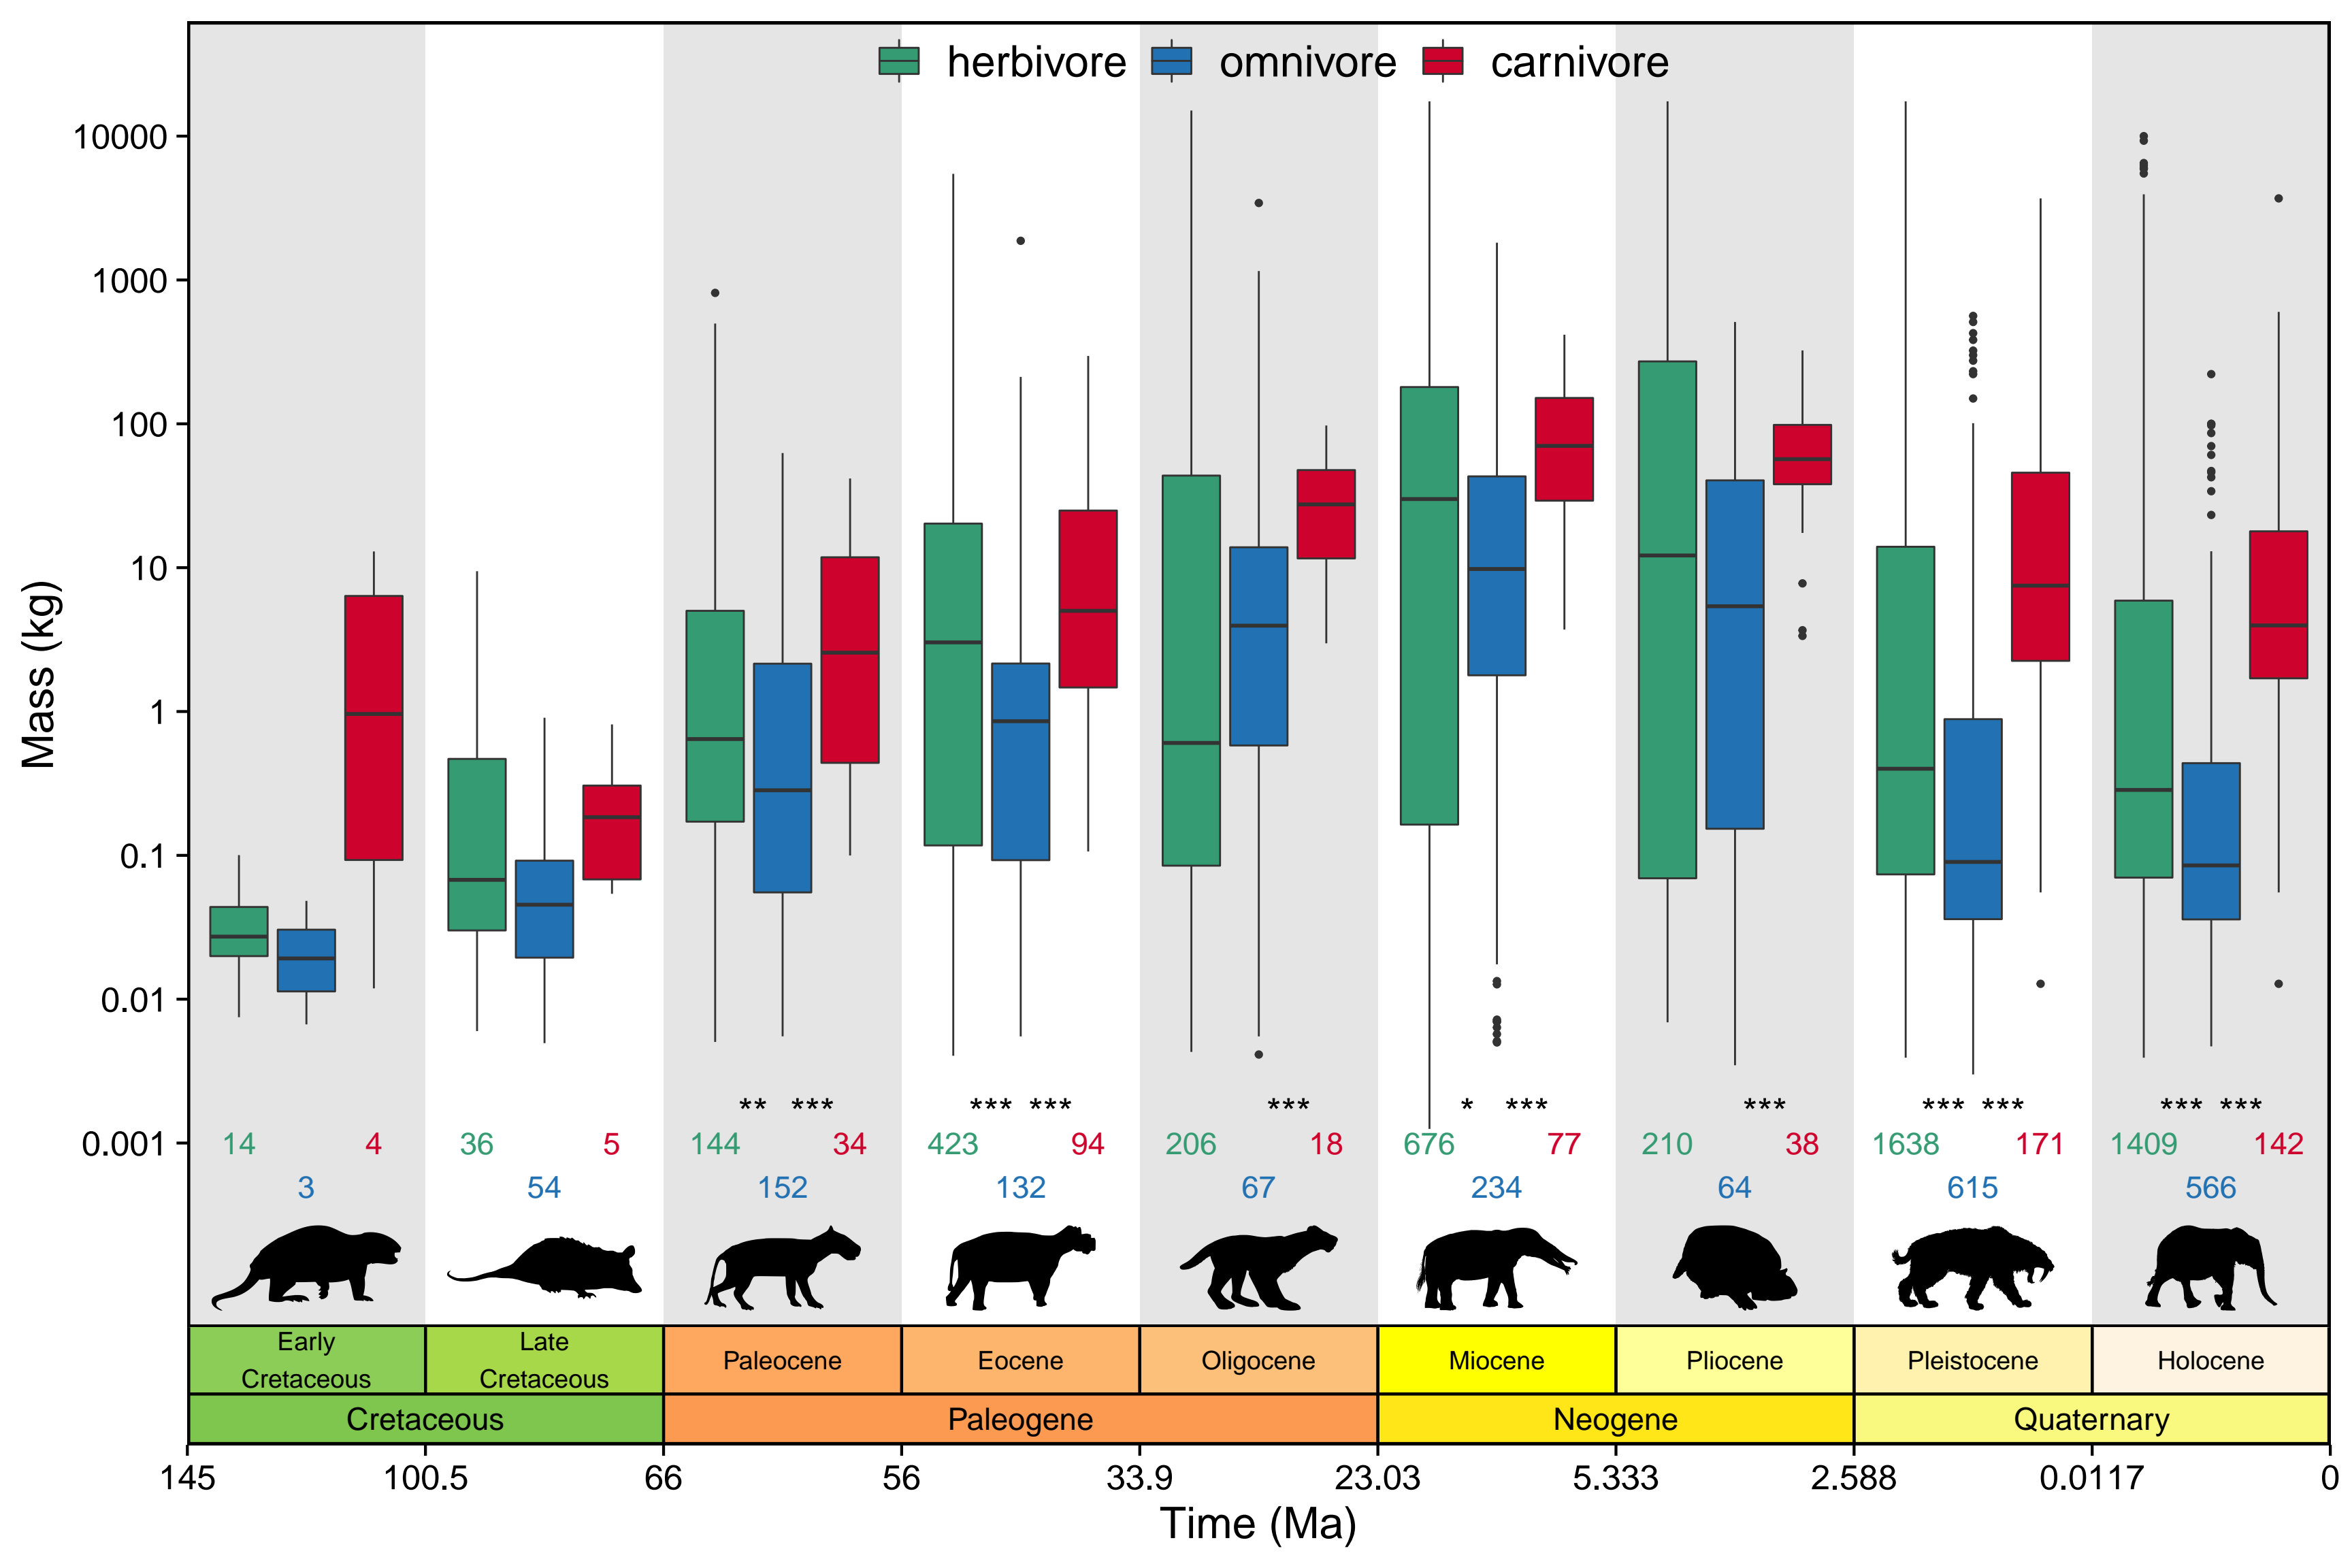 herbivore omnivore carnivore
10000
1000
100
10
1
0.1
0.01
0.001
Mass (kg)
** *** *** *** *** * *** *** *** *** *** ***
14 4 36 5 144 34 423 94 206 18 676 77 210 38 1638 171 1409 142
3 54 152 132 67 234 64 615 566
Early Late
Paleocene Eocene Oligocene Miocene Pliocene Pleistocene Holocene
Cretaceous Cretaceous
Cretaceous Paleogene Neogene Quaternary
145 100.5 66 56 33.9 23.03 5.333 2.588 0.0117 0
Time (Ma)